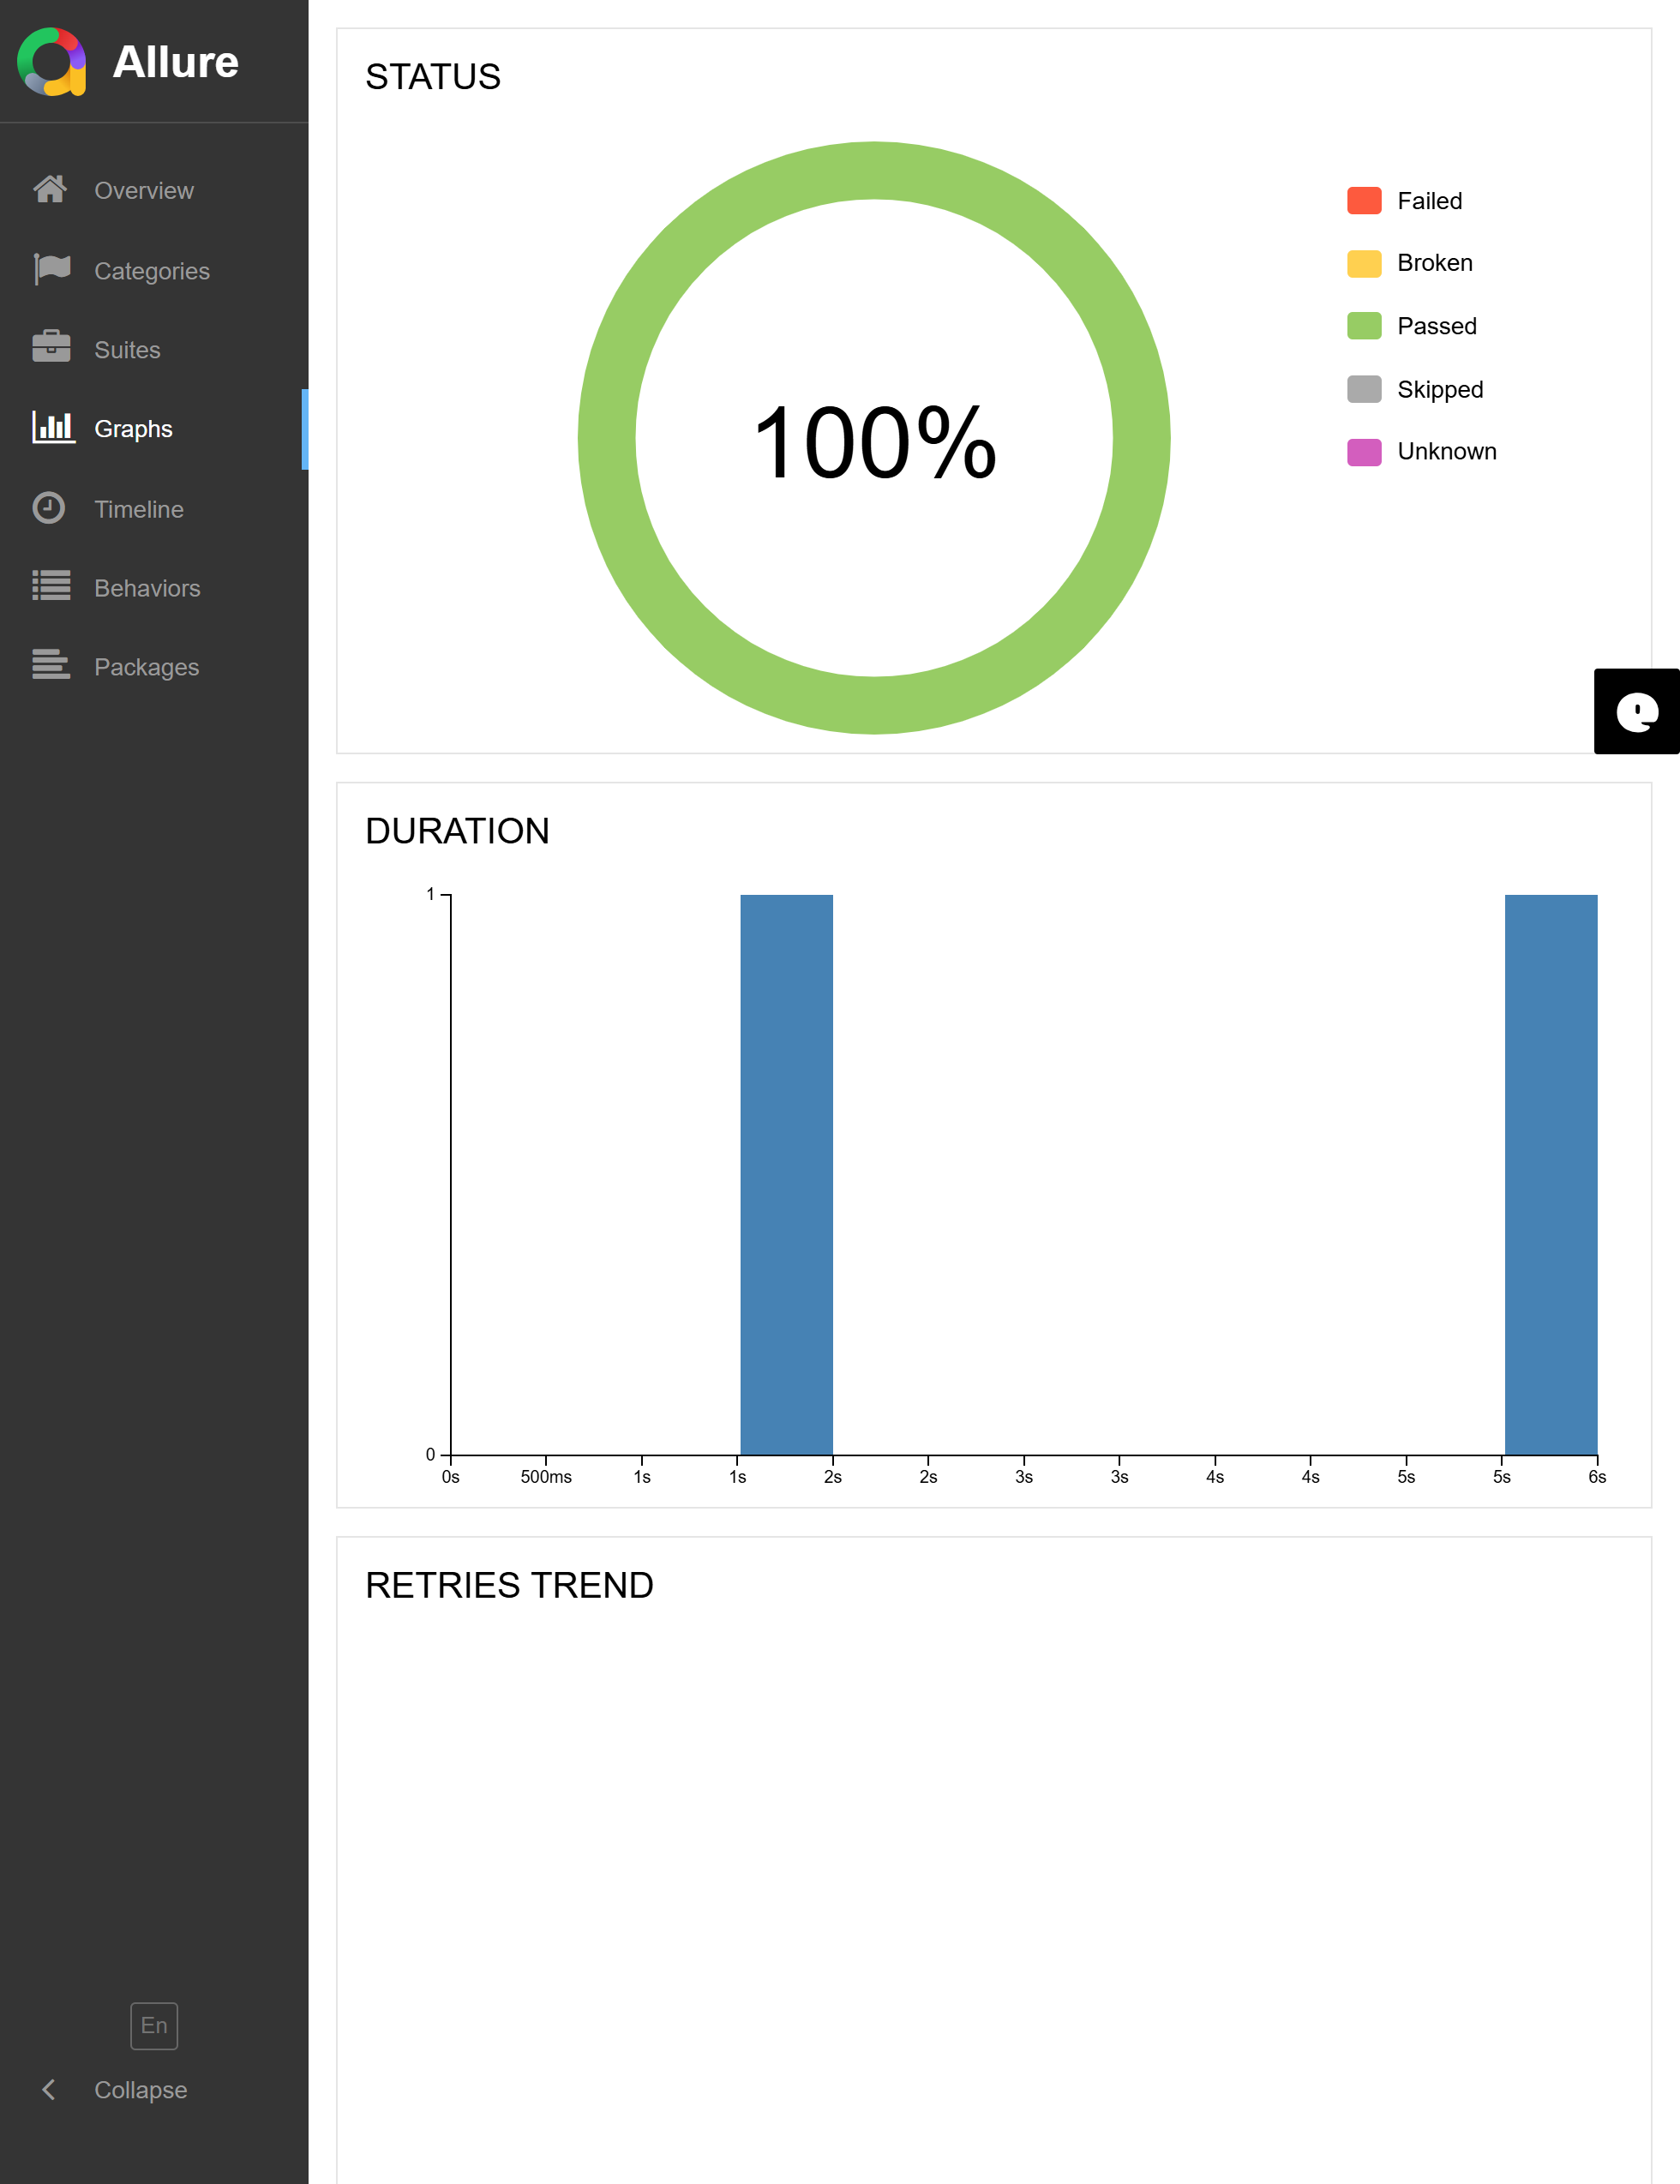 Allure
Overview
Categories
Suites
Graphs
Timeline
Behaviors
Packages
En
Collapse
STATUS
100%
Failed
Broken
Passed
Skipped
Unknown
DURATION
1
0
0s 500ms 1s 1s 2s 2s 3s 3s 4s 4s 5s 5s 6s
RETRIES TREND